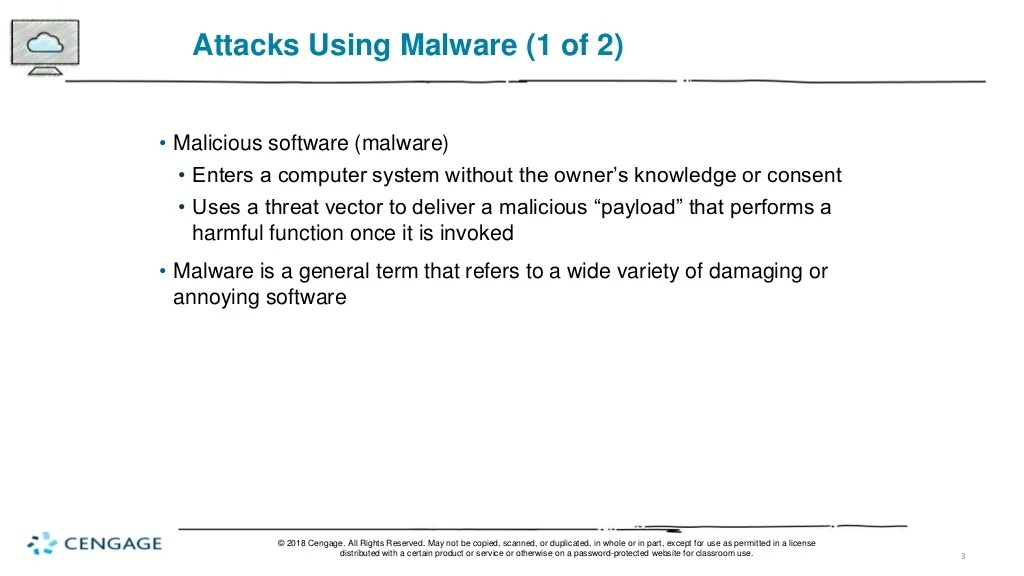 Attacks Using Malware (1 of 2)
• Malicious software (malware)
• Enters a computer system without the owner’s knowledge or consent
• Uses a threat vector to deliver a malicious “payload” that performs a
harmful function once it is invoked
• Malware is a general term that refers to a wide variety of damaging or
annoying software
CENGAGE
© 2018 Cengage. All Rights Reserved. May not be copied, scanned, or duplicated, in whole or in part, except for use as permitted in a license
distributed with a certain product or service or otherwise on a password-protected website for classroom use.
3